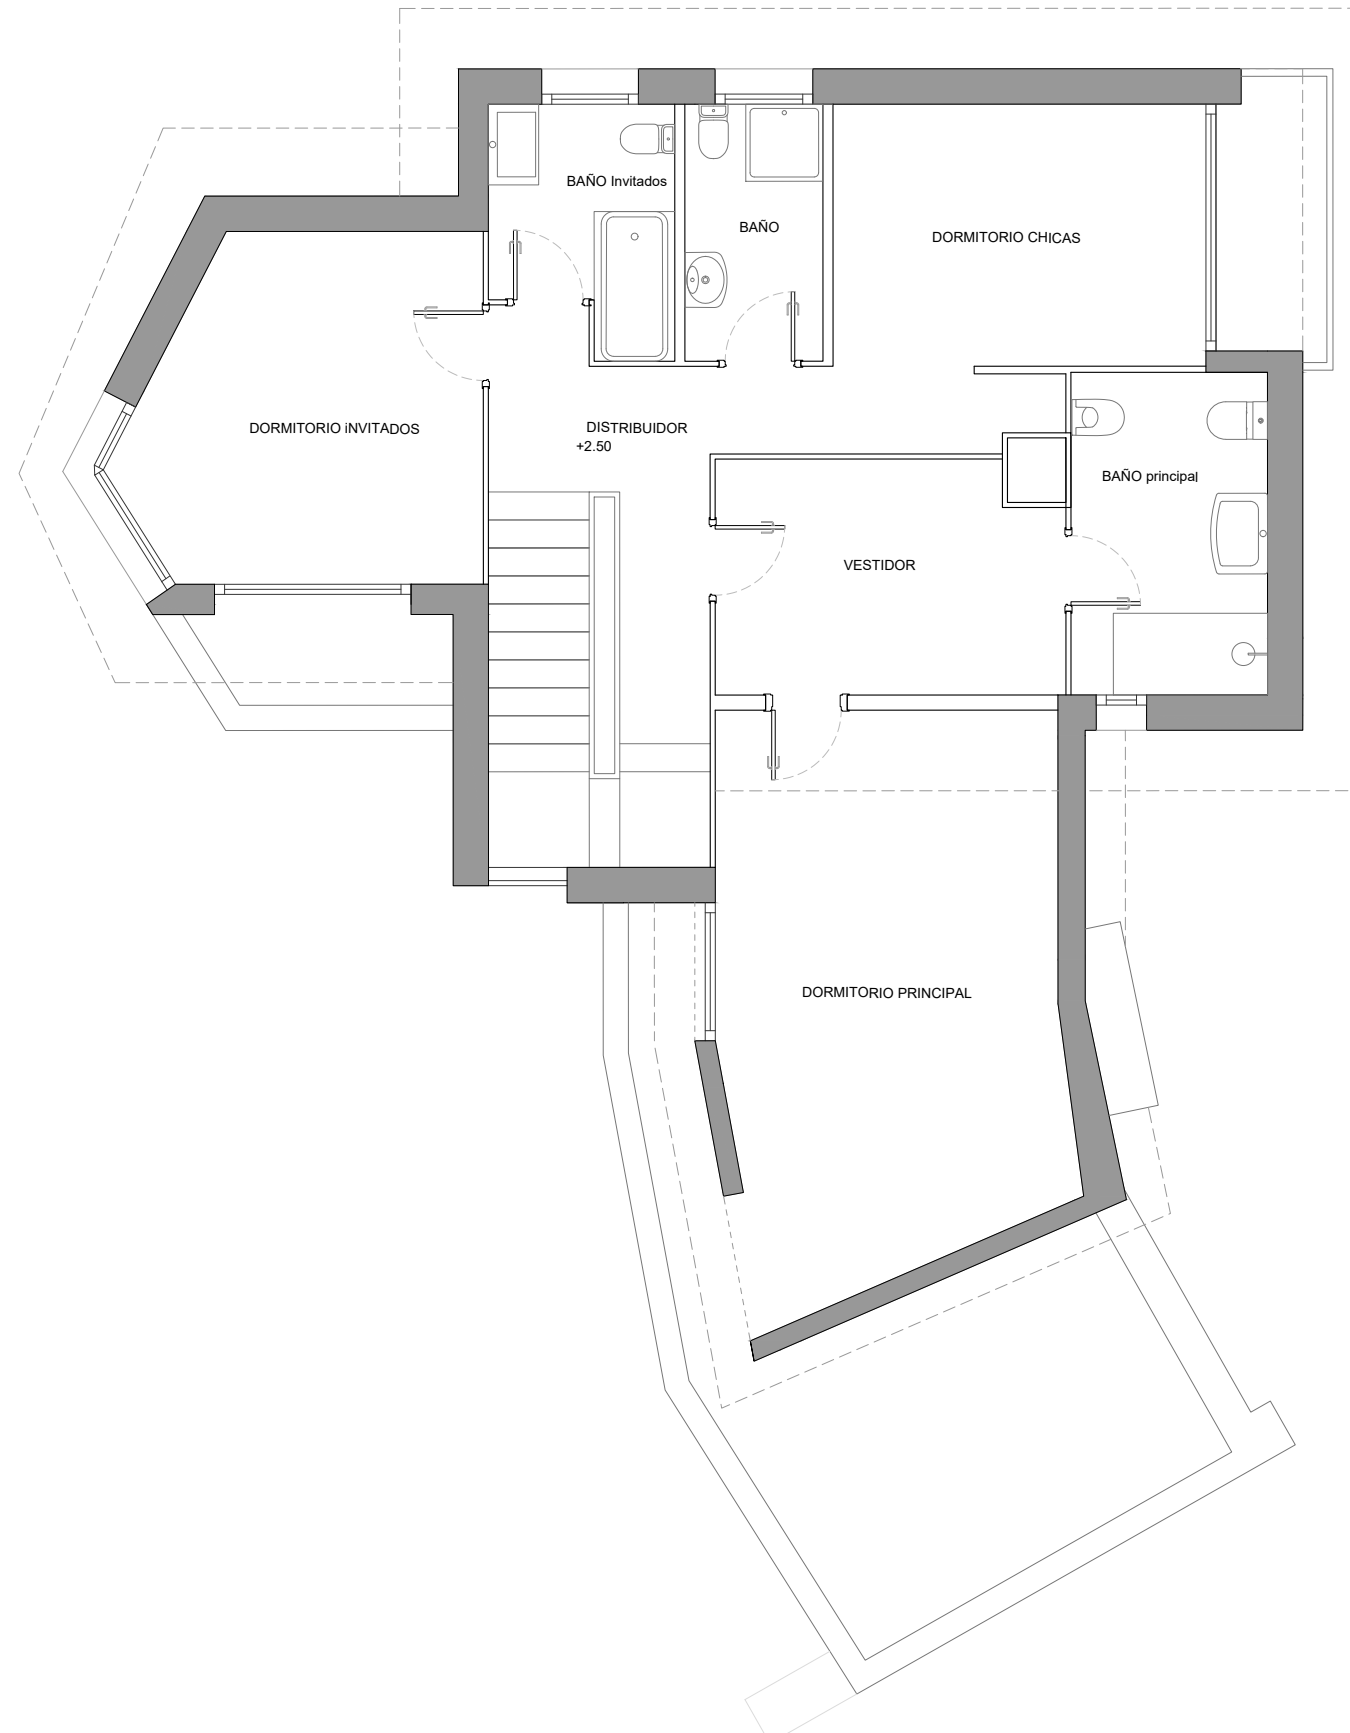 BAÑO Invitados
BAÑO
DORMITORIO CHICAS
DORMITORIO iNVITADOS
DISTRIBUIDOR
+2.50
BAÑO principal
VESTIDOR
DORMITORIO PRINCIPAL